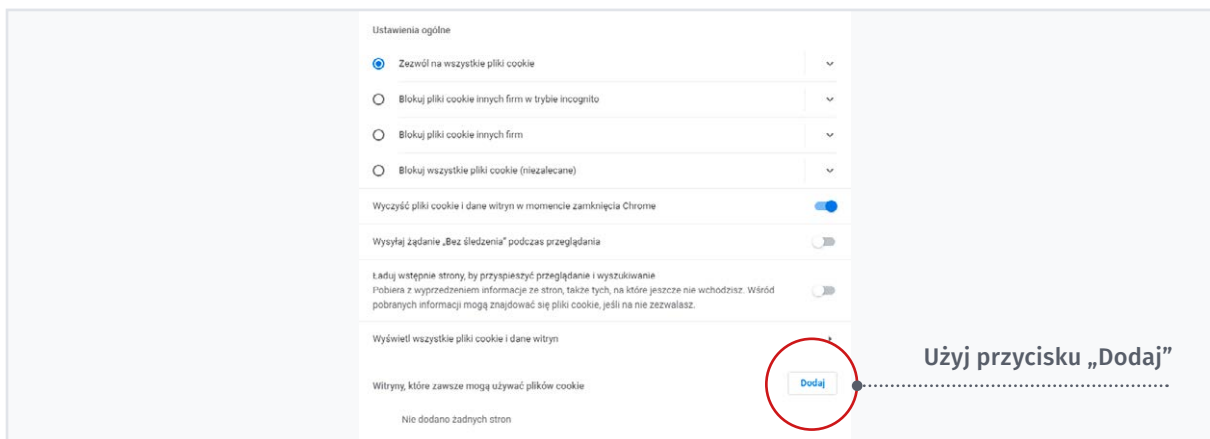 Ustawienia ogólne
Zezwól na wszystkie pliki cookie
Blokuj pliki cookie innych firm w trybie incognito
Blokuj pliki cookie innych firm
Blokuj wszystkie pliki cookie (niezalecane)
Wyczyść pliki cookie i dane witryn w momencie zamknięcia Chrome
Wysyłaj żądanie „Bez śledzenia” podczas przeglądania
Ładuj wstępnie strony, by przyspieszyć przeglądanie i wyszukiwanie
Pobiera z wyprzedzeniem informacje ze stron, także tych, na które jeszcze nie wchodzisz. Wśród
pobranych informacji mogą znajdować się pliki cookie, jeśli na nie zezwalasz.
Wyświetl wszystkie pliki cookie i dane witryn
Użyj przycisku „Dodaj”
Witryny, które zawsze mogą używać plików cookie
Dodaj
Nie dodano żadnych stron